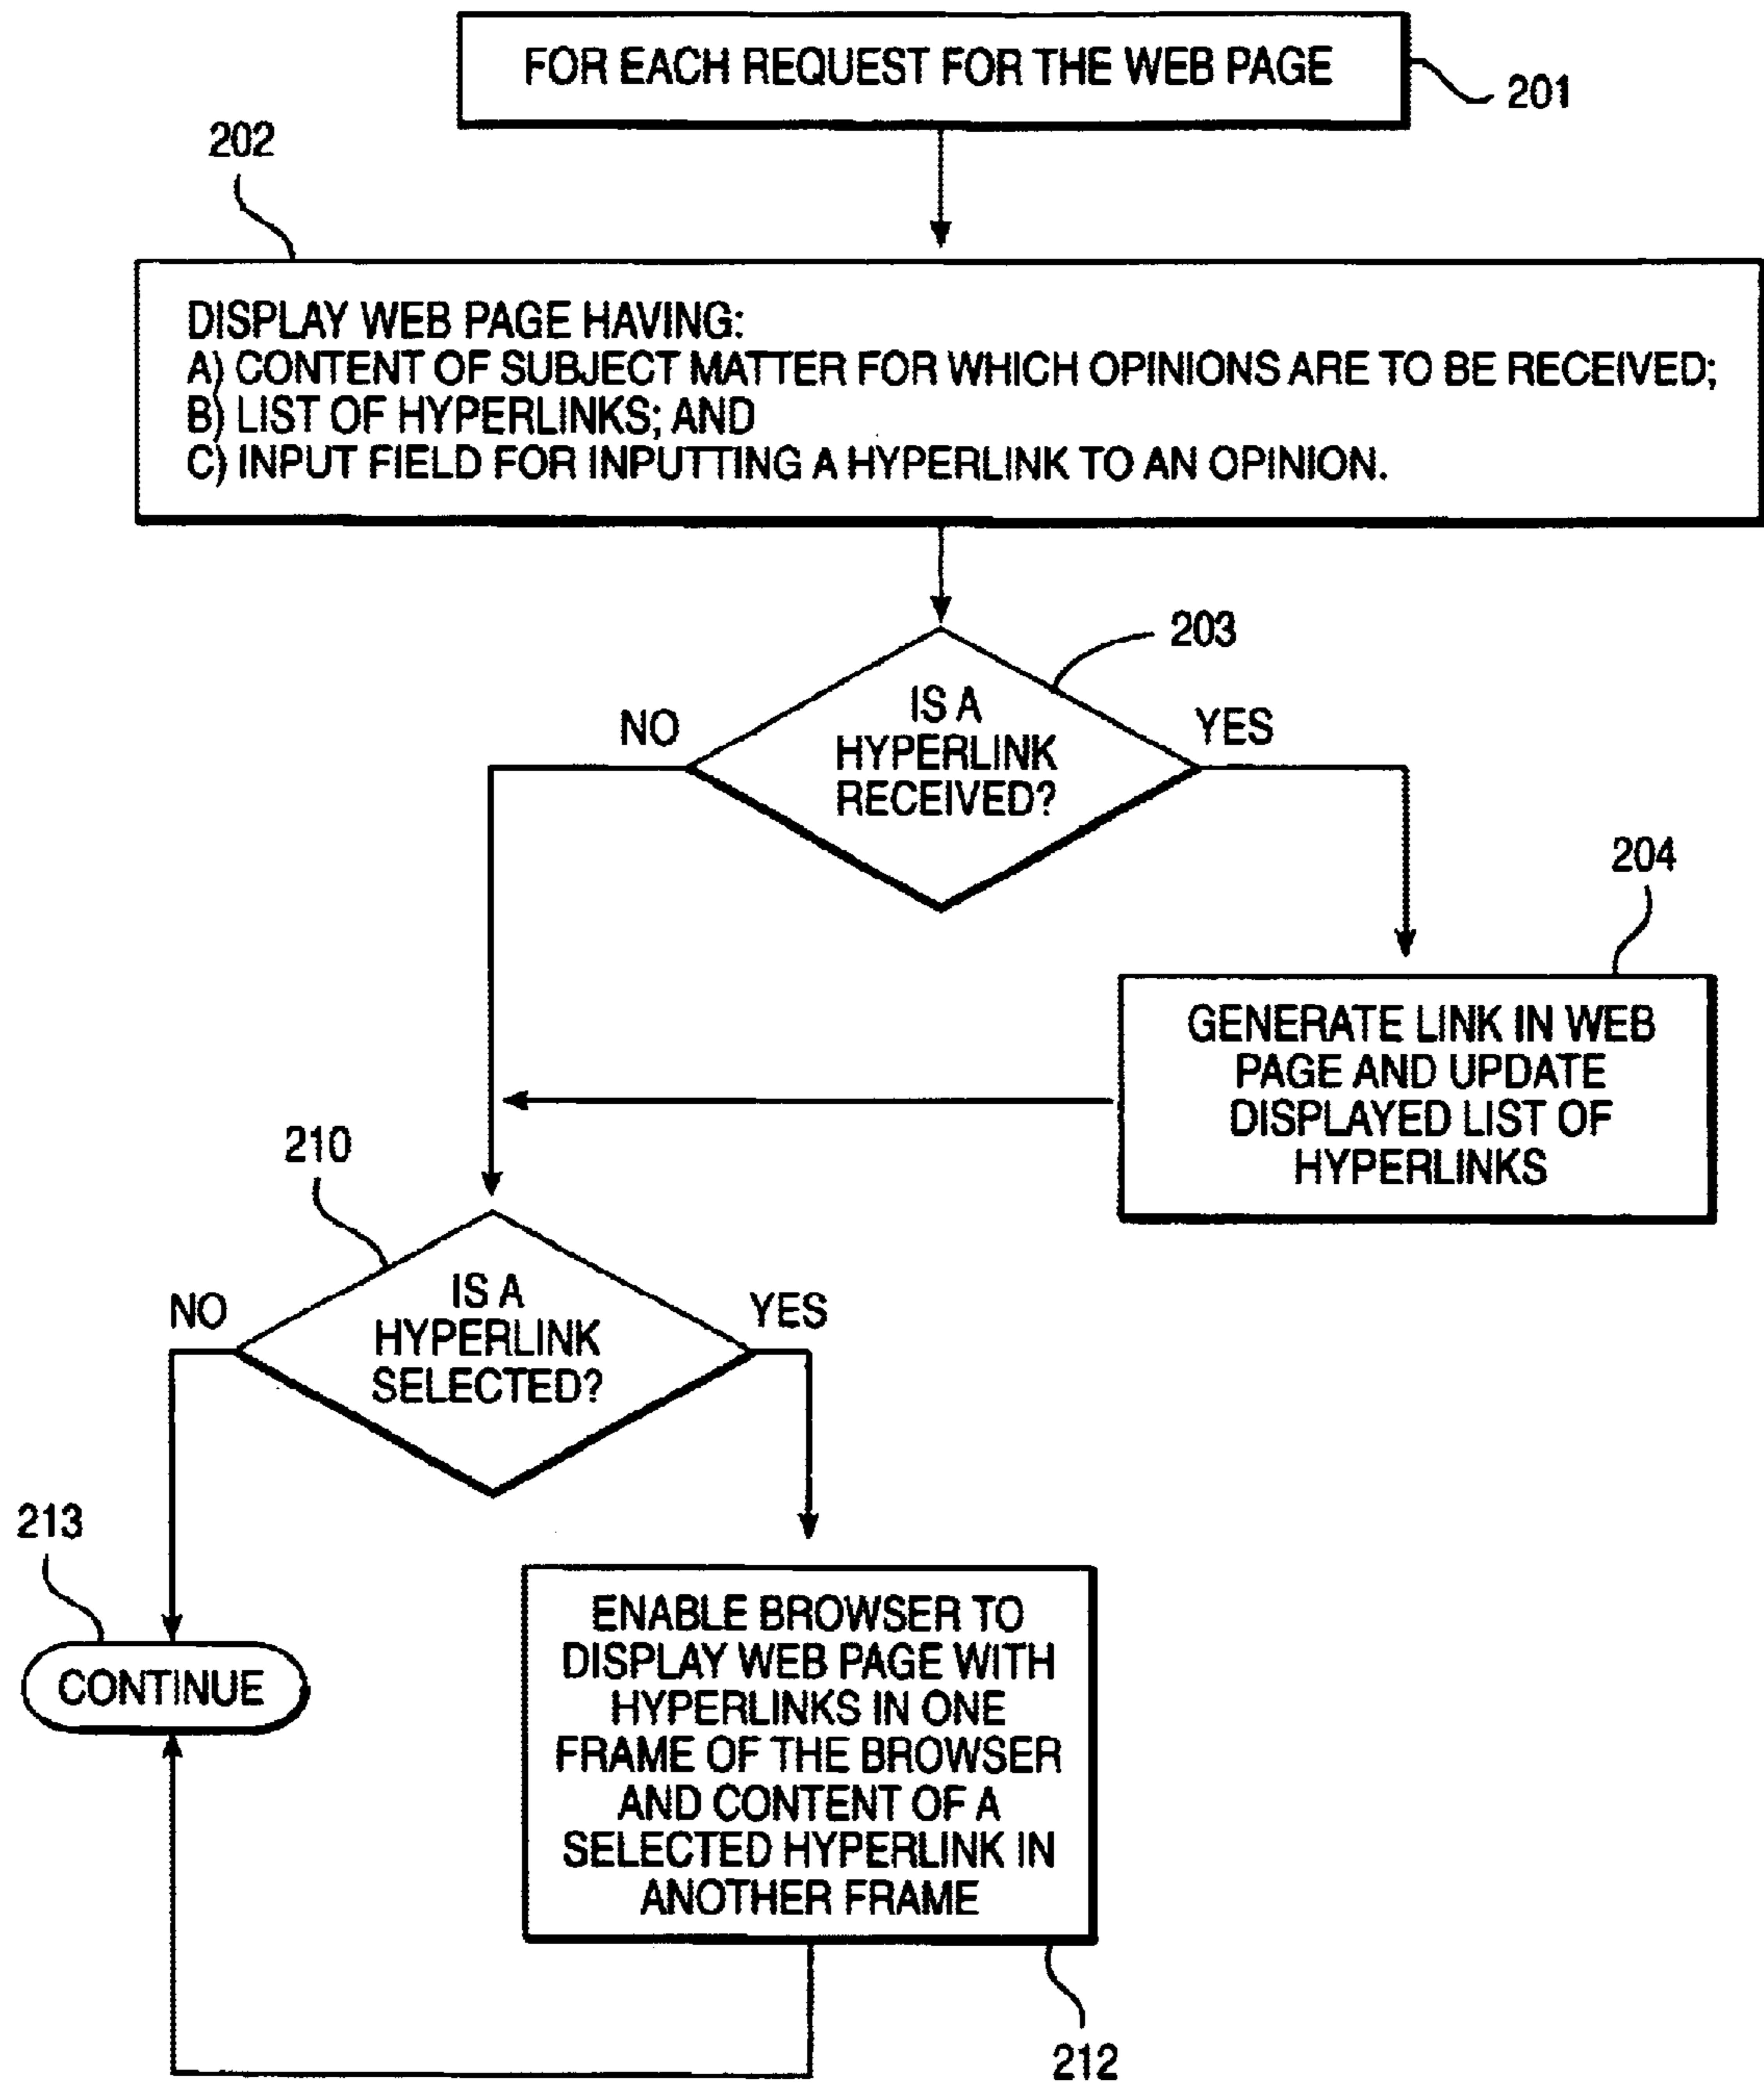 FOR EACH REQUEST FOR THE WEB PAGE
201
202
DISPLAY WEB PAGE HAVING:
A) CONTENT OF SUBJECT MATTER FOR WHICH OPINIONS ARE TO BE RECEIVED;
B) LIST OF HYPERLINKS; AND
C) INPUT FIELD FOR INPUTTING A HYPERLINK TO AN OPINION.
203
NO
IS A
HYPERLINK
RECEIVED?
YES
204
GENERATE LINK IN WEB
PAGE AND UPDATE
DISPLAYED LIST OF
HYPERLINKS
210
NO
IS A
HYPERLINK
SELECTED?
YES
213
CONTINUE
ENABLE BROWSER TO
DISPLAY WEB PAGE WITH
HYPERLINKS IN ONE
FRAME OF THE BROWSER
AND CONTENT OF A
SELECTED HYPERLINK IN
ANOTHER FRAME
212